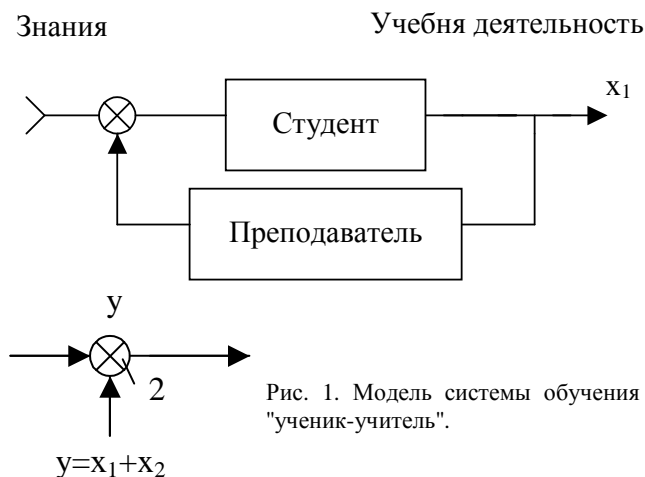 Знания
Учебня деятельность
x₁
Студент
Преподаватель
y
2
Рис. 1. Модель системы обучения
"ученик-учитель".
y=x₁+x₂